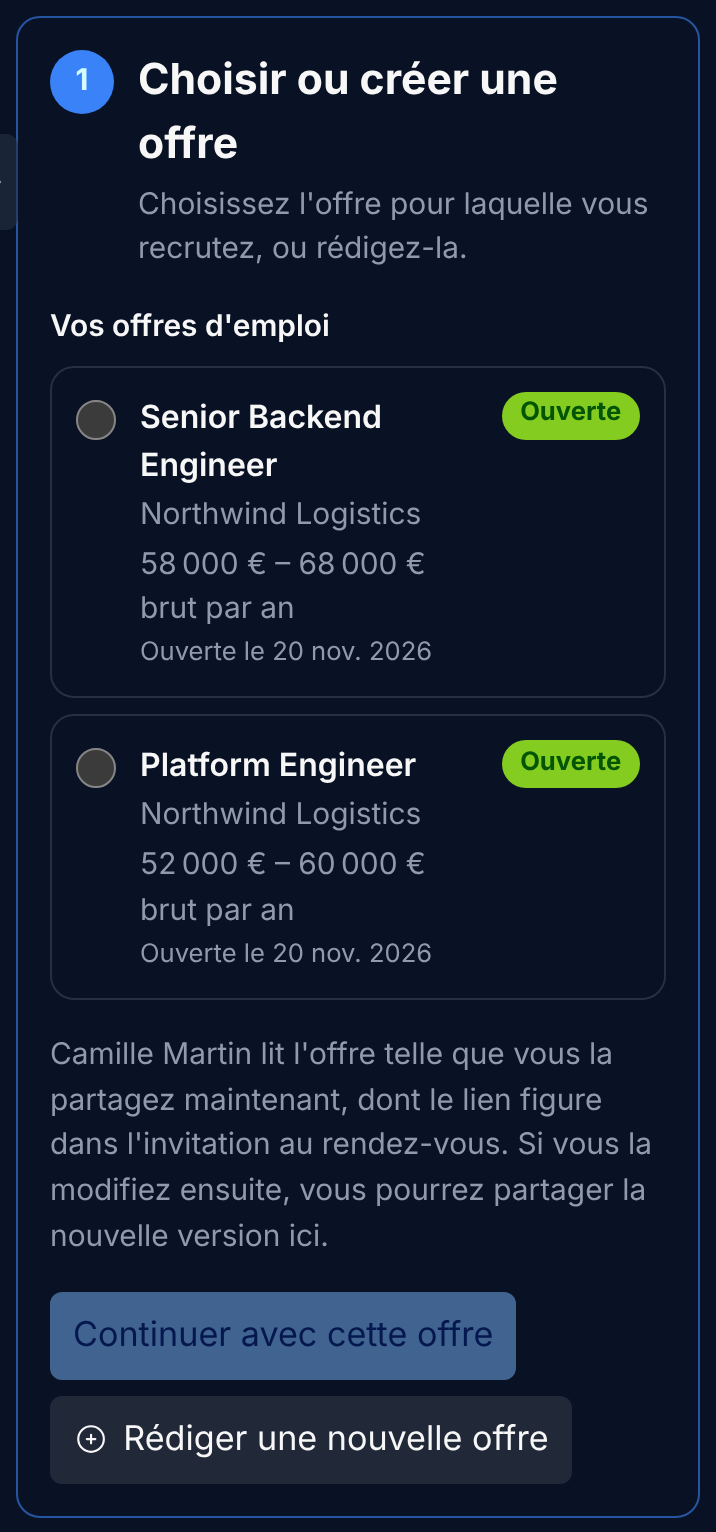 1
Choisir ou créer une
offre
Choisissez l'offre pour laquelle vous
recrutez, ou rédigez-la.
Vos offres d'emploi
Senior Backend
Engineer
Ouverte
Northwind Logistics
58 000 € – 68 000 €
brut par an
Ouverte le 20 nov. 2026
Platform Engineer
Ouverte
Northwind Logistics
52 000 € – 60 000 €
brut par an
Ouverte le 20 nov. 2026
Camille Martin lit l'offre telle que vous la
partagez maintenant, dont le lien figure
dans l'invitation au rendez-vous. Si vous la
modifiez ensuite, vous pourrez partager la
nouvelle version ici.
Continuer avec cette offre
Rédiger une nouvelle offre